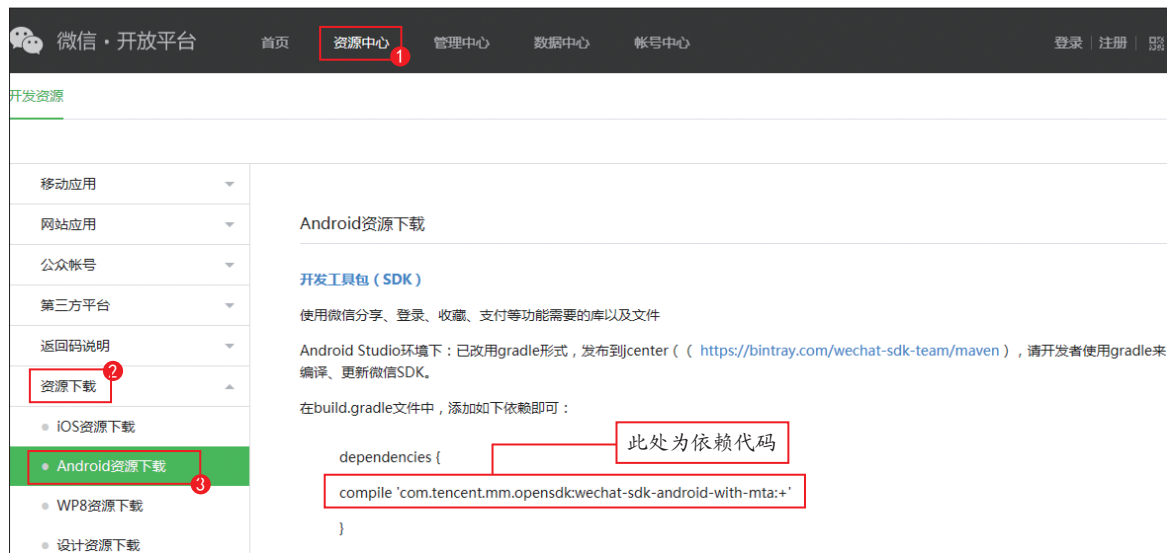 微信·开放平台 首页 资源中心 管理中心 数据中心 帐号中心 登录 | 注册 |
1
开发资源
移动应用
网站应用
公众帐号
第三方平台
返回码说明
2
资源下载
iOS资源下载
Android资源下载
3
WP8资源下载
设计资源下载
Android资源下载
开发工具包（SDK）
使用微信分享、登录、收藏、支付等功能需要的库以及文件
Android Studio环境下：已改用gradle形式，发布到jcenter（（ https://bintray.com/wechat-sdk-team/maven ），请开发者使用gradle来
编译、更新微信SDK。
在build.gradle文件中，添加如下依赖即可：
此处为依赖代码
dependencies {
compile 'com.tencent.mm.opensdk:wechat-sdk-android-with-mta:+'
}